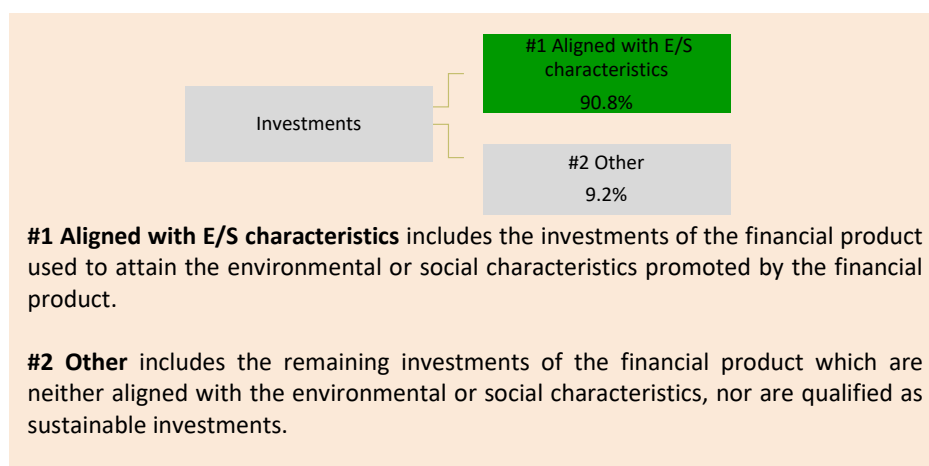 #1 Aligned with E/S
characteristics
90.8%
Investments
#2 Other
9.2%
#1 Aligned with E/S characteristics includes the investments of the financial product
used to attain the environmental or social characteristics promoted by the financial
product.
#2 Other includes the remaining investments of the financial product which are
neither aligned with the environmental or social characteristics, nor are qualified as
sustainable investments.